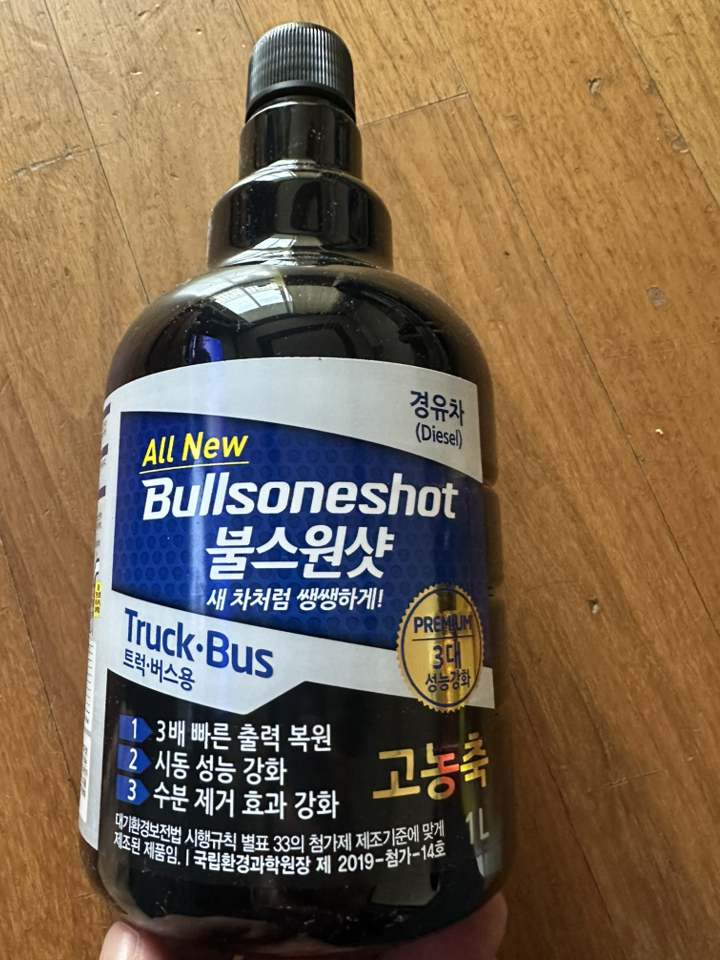 경유차
(Diesel)
All New
Bullsoneshot
불스원샷
새 차처럼 쌩쌩하게!
Truck·Bus
트럭·버스용
PREMIUM
3대
성능강화
1 3배 빠른 출력 복원
2 시동 성능 강화
3 수분 제거 효과 강화
고농축
대기환경보전법 시행규칙 별표 33의 첨가제 제조기준에 맞게
제조된 제품임. | 국립환경과학원장 제 2019-첨가-14호
1L